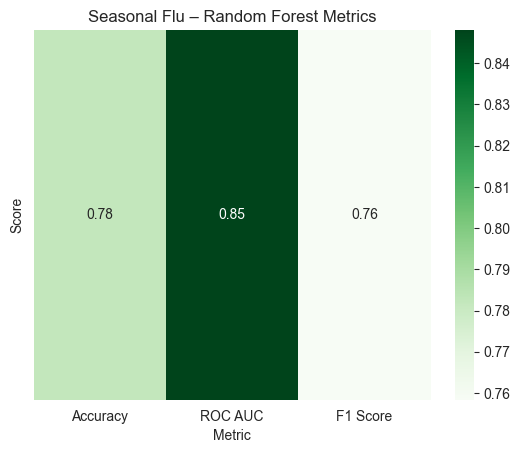 Seasonal Flu – Random Forest Metrics
Score
0.78
0.85
0.76
Accuracy
ROC AUC
F1 Score
Metric
0.84
0.83
0.82
0.81
0.80
0.79
0.78
0.77
0.76